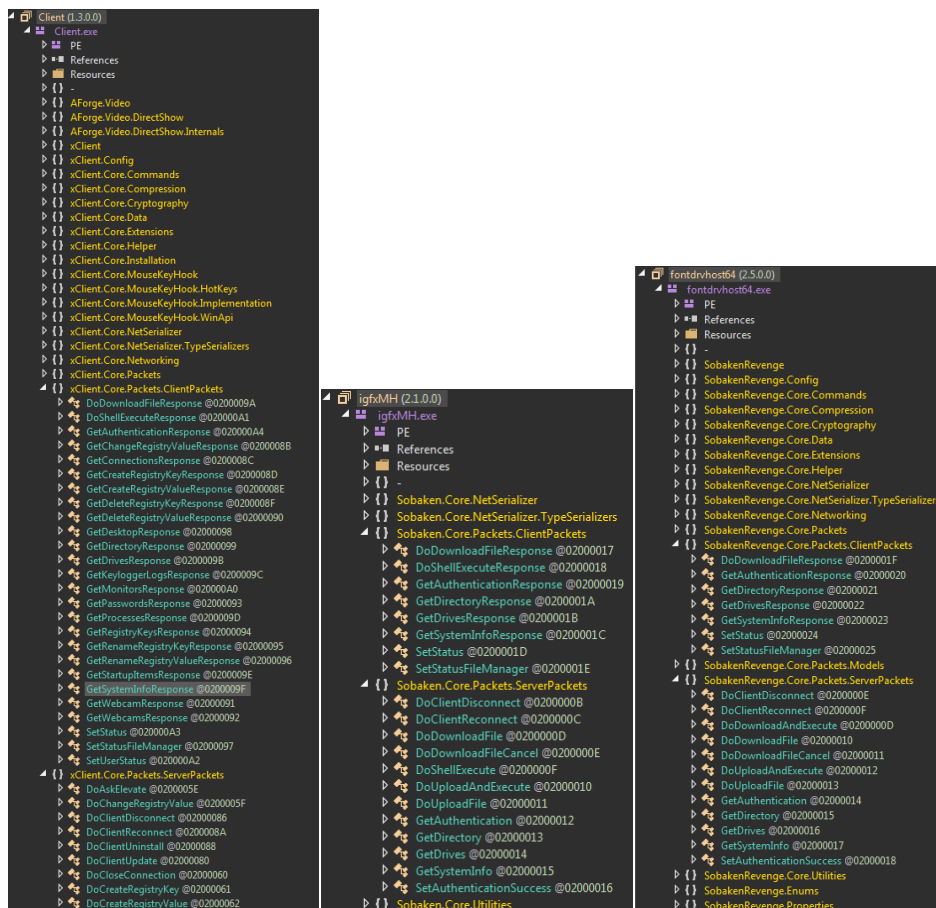 Client (1.3.0.0)
Client.exe
PE
References
Resources
{ } -
{ } AForge.Video
{ } AForge.Video.DirectShow
{ } AForge.Video.DirectShow.Internals
{ } xClient
{ } xClient.Config
{ } xClient.Core.Commands
{ } xClient.Core.Compression
{ } xClient.Core.Cryptography
{ } xClient.Core.Data
{ } xClient.Core.Extensions
{ } xClient.Core.Helper
{ } xClient.Core.Installation
{ } xClient.Core.MouseKeyHook
{ } xClient.Core.MouseKeyHook.HotKeys
{ } xClient.Core.MouseKeyHook.Implementation
{ } xClient.Core.MouseKeyHook.WinApi
{ } xClient.Core.NetSerializer
{ } xClient.Core.NetSerializer.TypeSerializers
{ } xClient.Core.Networking
{ } xClient.Core.Packets
{ } xClient.Core.Packets.ClientPackets
DoDownloadFileResponse @0200009A
DoShellExecuteResponse @020000A1
GetAuthenticationResponse @020000A4
GetChangeRegistryValueResponse @0200008B
GetConnectionsResponse @0200008C
GetCreateRegistryKeyResponse @0200008D
GetCreateRegistryValueResponse @0200008E
GetDeleteRegistryKeyResponse @0200008F
GetDeleteRegistryValueResponse @02000090
GetDesktopResponse @02000098
GetDirectoryResponse @02000099
GetDrivesResponse @0200009B
GetKeyloggerLogsResponse @0200009C
GetMonitorsResponse @020000A0
GetPasswordsResponse @02000093
GetProcessesResponse @0200009D
GetRegistryKeysResponse @02000094
GetRenameRegistryKeyResponse @02000095
GetRenameRegistryValueResponse @02000096
GetStartupItemsResponse @0200009E
GetSystemInfoResponse @0200009F
GetWebcamResponse @02000091
GetWebcamsResponse @02000092
SetStatus @020000A3
SetStatusFileManager @02000097
SetUserStatus @020000A2
{ } xClient.Core.Packets.ServerPackets
DoAskElevate @0200005E
DoChangeRegistryValue @0200005F
DoClientDisconnect @02000086
DoClientReconnect @0200008A
DoClientUninstall @02000088
DoClientUpdate @02000080
DoCloseConnection @02000060
DoCreateRegistryKey @02000061
DoCreateRegistryValue @02000062
igfxMH (2.1.0.0)
igfxMH.exe
PE
References
Resources
{ } -
{ } Sobaken.Core.NetSerializer
{ } Sobaken.Core.NetSerializer.TypeSerializers
{ } Sobaken.Core.Packets.ClientPackets
DoDownloadFileResponse @02000017
DoShellExecuteResponse @02000018
GetAuthenticationResponse @02000019
GetDirectoryResponse @0200001A
GetDrivesResponse @0200001B
GetSystemInfoResponse @0200001C
SetStatus @0200001D
SetStatusFileManager @0200001E
{ } Sobaken.Core.Packets.ServerPackets
DoClientDisconnect @0200000B
DoClientReconnect @0200000C
DoDownloadFile @0200000D
DoDownloadFileCancel @0200000E
DoShellExecute @0200000F
DoUploadAndExecute @02000010
DoUploadFile @02000011
GetAuthentication @02000012
GetDirectory @02000013
GetDrives @02000014
GetSystemInfo @02000015
SetAuthenticationSuccess @02000016
{ } Sobaken.Core.Utilities
fontdrvhost64 (2.5.0.0)
fontdrvhost64.exe
PE
References
Resources
{ } -
{ } SobakenRevenge
{ } SobakenRevenge.Config
{ } SobakenRevenge.Core.Commands
{ } SobakenRevenge.Core.Compression
{ } SobakenRevenge.Core.Cryptography
{ } SobakenRevenge.Core.Data
{ } SobakenRevenge.Core.Extensions
{ } SobakenRevenge.Core.Helper
{ } SobakenRevenge.Core.NetSerializer
{ } SobakenRevenge.Core.NetSerializer.TypeSerializer
{ } SobakenRevenge.Core.Networking
{ } SobakenRevenge.Core.Packets
{ } SobakenRevenge.Core.Packets.ClientPackets
DoDownloadFileResponse @0200001F
GetAuthenticationResponse @02000020
GetDirectoryResponse @02000021
GetDrivesResponse @02000022
GetSystemInfoResponse @02000023
SetStatus @02000024
SetStatusFileManager @02000025
{ } SobakenRevenge.Core.Packets.Models
{ } SobakenRevenge.Core.Packets.ServerPackets
DoClientDisconnect @0200000E
DoClientReconnect @0200000F
DoDownloadAndExecute @0200000D
DoDownloadFile @02000010
DoDownloadFileCancel @02000011
DoUploadAndExecute @02000012
DoUploadFile @02000013
GetAuthentication @02000014
GetDirectory @02000015
GetDrives @02000016
GetSystemInfo @02000017
SetAuthenticationSuccess @02000018
{ } SobakenRevenge.Core.Utilities
{ } SobakenRevenge.Enums
{ } SobakenRevenge.Properties